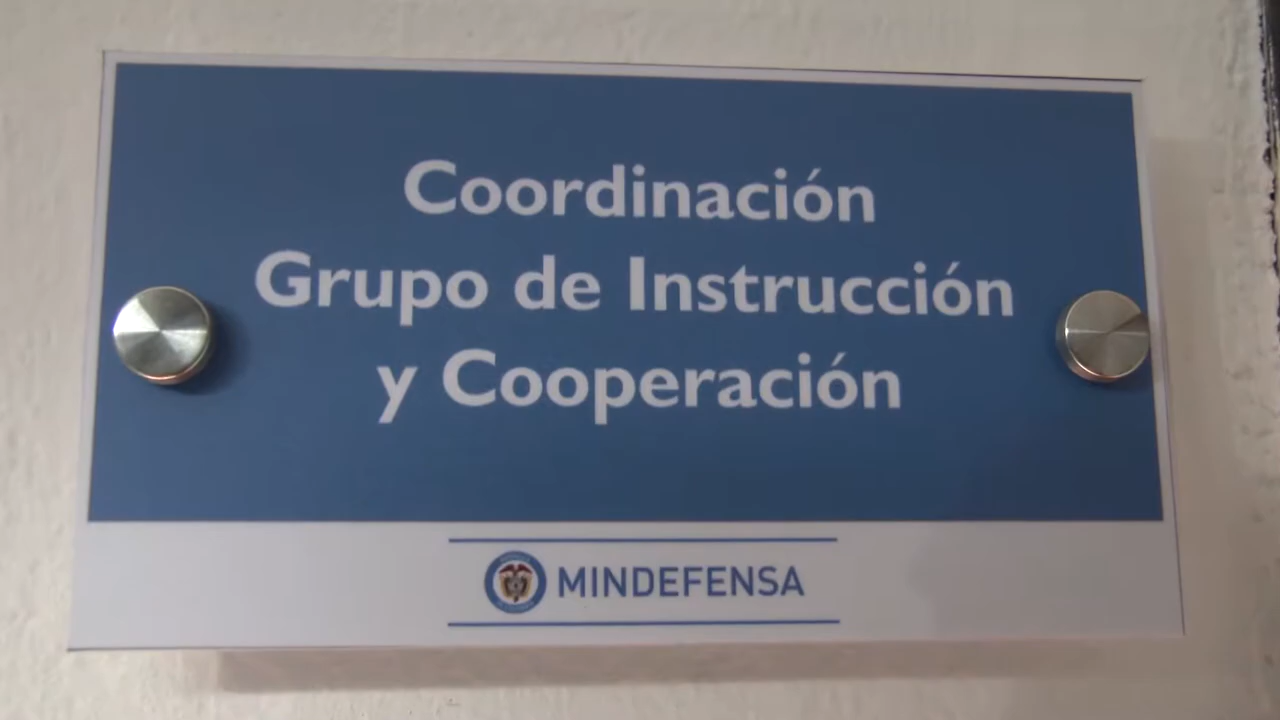 Coordinación
Grupo de Instrucción
y Cooperación
MINDEFENSA